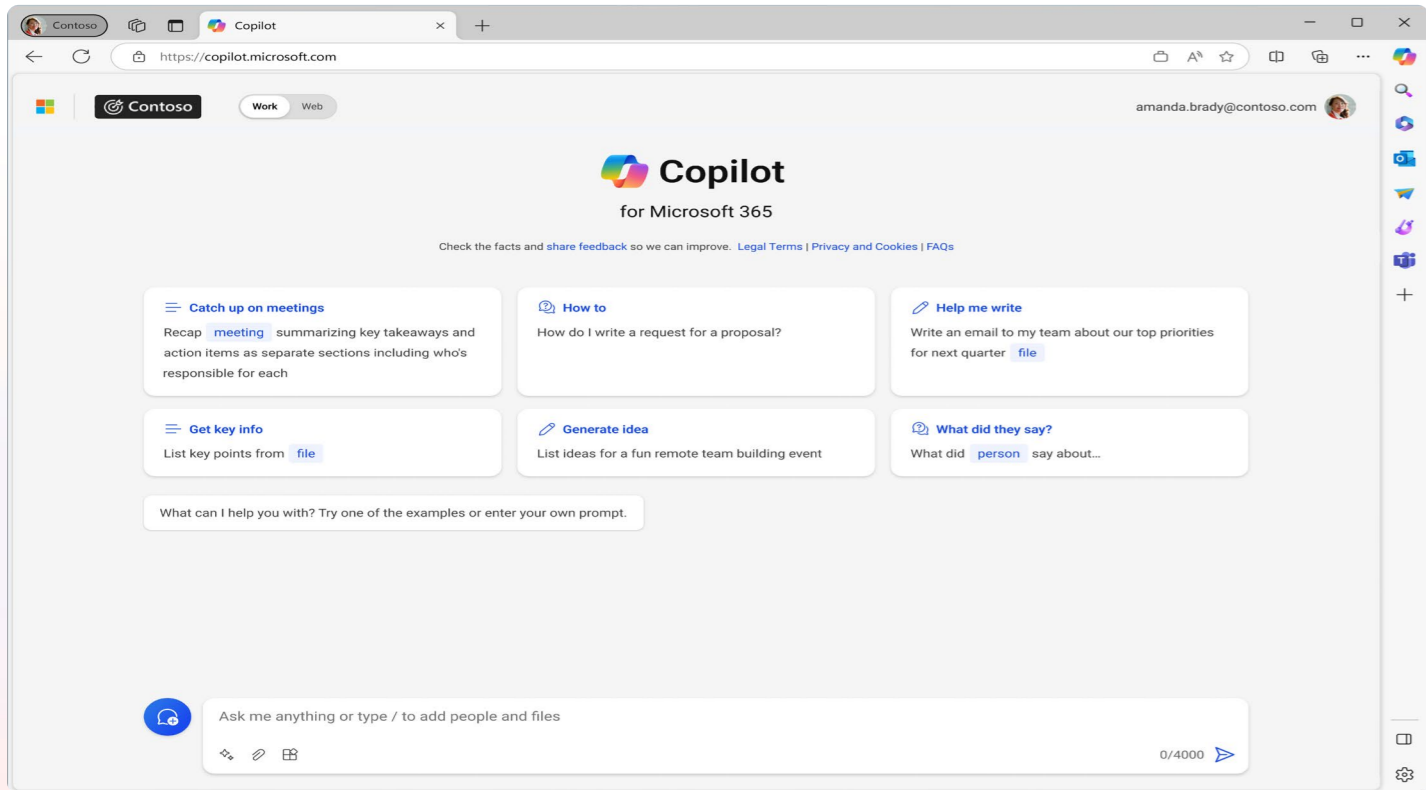 Contoso
Copilot
https://copilot.microsoft.com
Contoso
Work Web
amanda.brady@contoso.com
Copilot
for Microsoft 365
Check the facts and share feedback so we can improve. Legal Terms | Privacy and Cookies | FAQs
Catch up on meetings
Recap meeting summarizing key takeaways and
action items as separate sections including who's
responsible for each
How to
How do I write a request for a proposal?
Help me write
Write an email to my team about our top priorities
for next quarter file
Get key info
List key points from file
Generate idea
List ideas for a fun remote team building event
What did they say?
What did person say about...
What can I help you with? Try one of the examples or enter your own prompt.
Ask me anything or type / to add people and files
0/4000